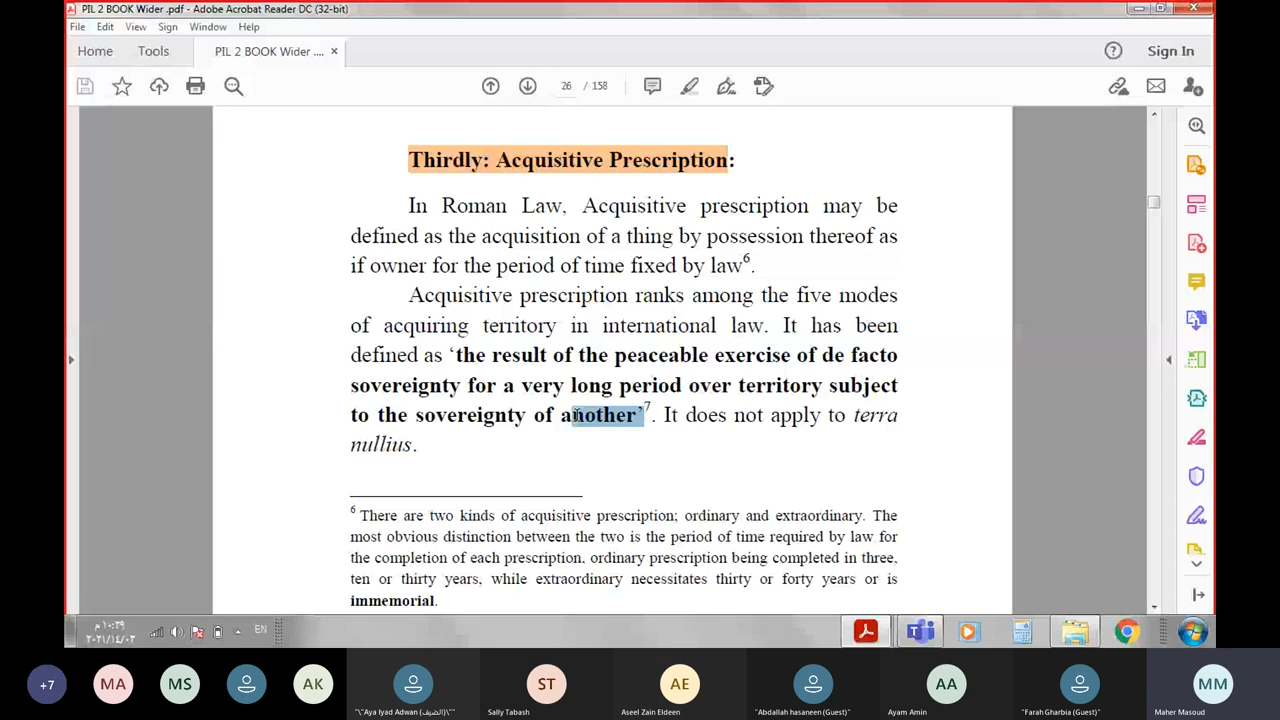 PIL 2 BOOK Wider .pdf - Adobe Acrobat Reader DC (32-bit)
File Edit View Sign Window Help
Home Tools PIL 2 BOOK Wider .... × Sign In
26 / 158
Thirdly: Acquisitive Prescription:
In Roman Law, Acquisitive prescription may be
defined as the acquisition of a thing by possession thereof as
if owner for the period of time fixed by law6.
Acquisitive prescription ranks among the five modes
of acquiring territory in international law. It has been
defined as ‘the result of the peaceable exercise of de facto
sovereignty for a very long period over territory subject
to the sovereignty of another’7. It does not apply to terra
nullius.
6 There are two kinds of acquisitive prescription; ordinary and extraordinary. The
most obvious distinction between the two is the period of time required by law for
the completion of each prescription, ordinary prescription being completed in three,
ten or thirty years, while extraordinary necessitates thirty or forty years or is
immemorial.
EN
م ١٠:٣٩
٢٠٢١/١٤/٠٣
+7 MA MS AK ST AE AA MM
"\"Aya Iyad Adwan (الضيف)\"" Sally Tabash Aseel Zain Eldeen "Abdallah hasaneen (Guest)" Ayam Amin "Farah Gharbia (Guest)" Maher Masoud